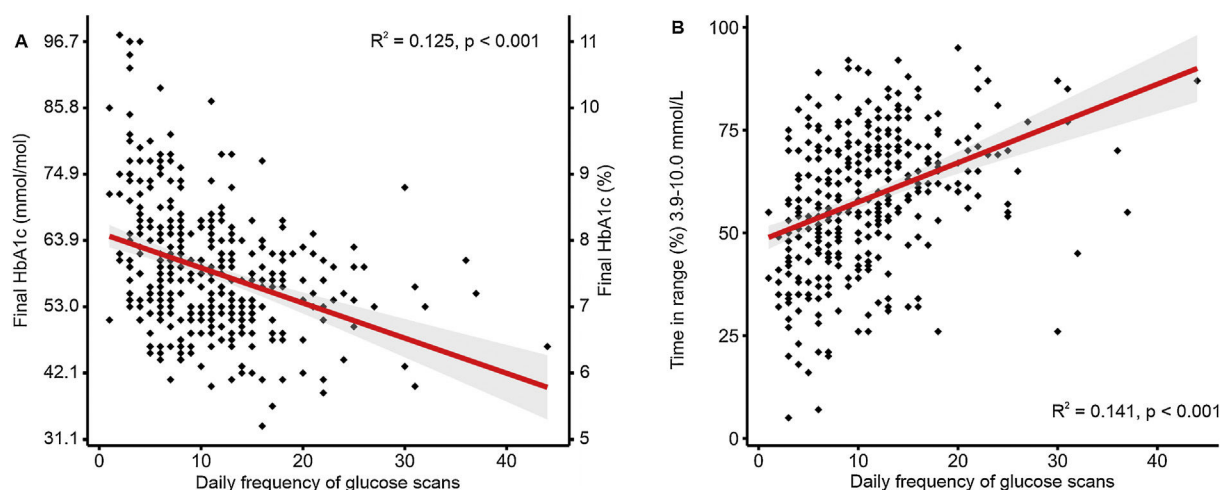 A
R² = 0.125, p < 0.001
Final HbA1c (mmol/mol)
96.7
85.8
74.9
63.9
53.0
42.1
31.1
11
10
9
8
7
6
5
Final HbA1c (%)
0 10 20 30 40
Daily frequency of glucose scans
B
Time in range (%) 3.9-10.0 mmol/L
100
75
50
25
0
R² = 0.141, p < 0.001
0 10 20 30 40
Daily frequency of glucose scans